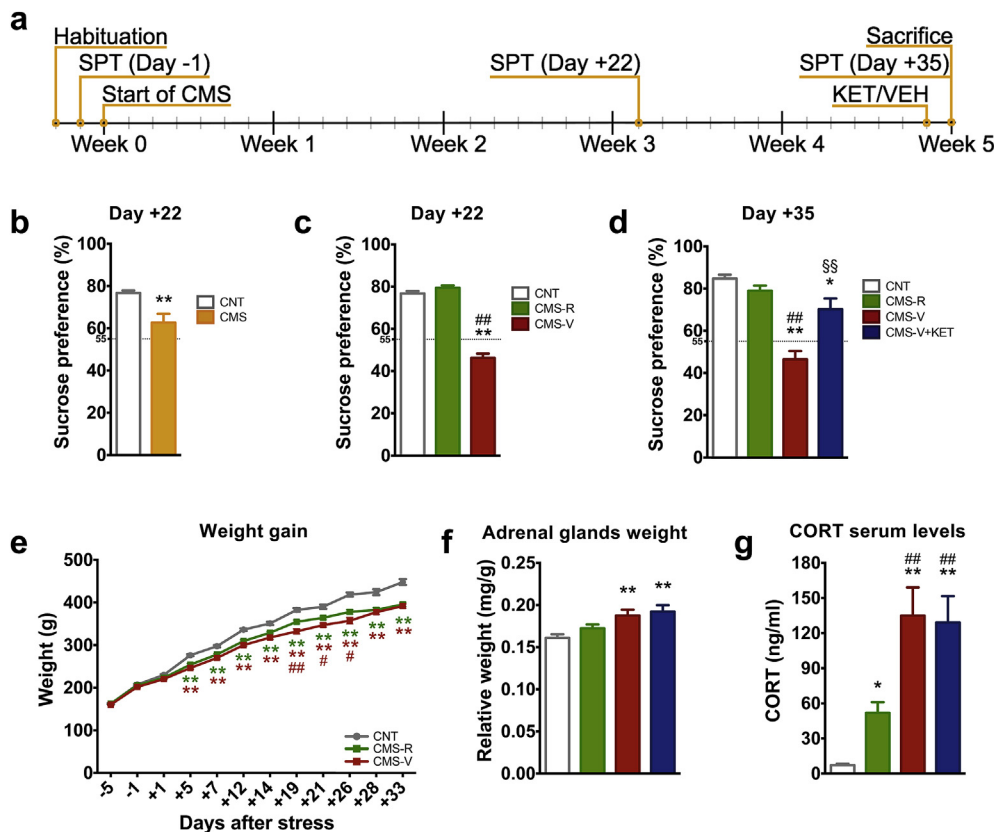 a
Habituation
Sacrifice
SPT (Day -1)
SPT (Day +22)
SPT (Day +35)
Start of CMS
KET/VEH
Week 0
Week 1
Week 2
Week 3
Week 4
Week 5
b
Day +22
Sucrose preference (%)
100
80
60
55
40
20
0
**
CNT
CMS
c
Day +22
Sucrose preference (%)
100
80
60
55
40
20
0
##
**
CNT
CMS-R
CMS-V
d
Day +35
Sucrose preference (%)
100
80
60
55
40
20
0
##
**
§§
*
CNT
CMS-R
CMS-V
CMS-V+KET
e
Weight gain
Weight (g)
500
400
300
200
100
0
** ** ** ** ** ** ** ** **
** ** ** ** ** ** ** ** **
## # #
CNT
CMS-R
CMS-V
-5 -1 +1 +5 +7 +12 +14 +19 +21 +26 +28 +33
Days after stress
f
Adrenal glands weight
Relative weight (mg/g)
0.25
0.20
0.15
0.10
0.05
0.00
** **
g
CORT serum levels
CORT (ng/ml)
180
150
120
90
60
30
0
*
##
**
##
**